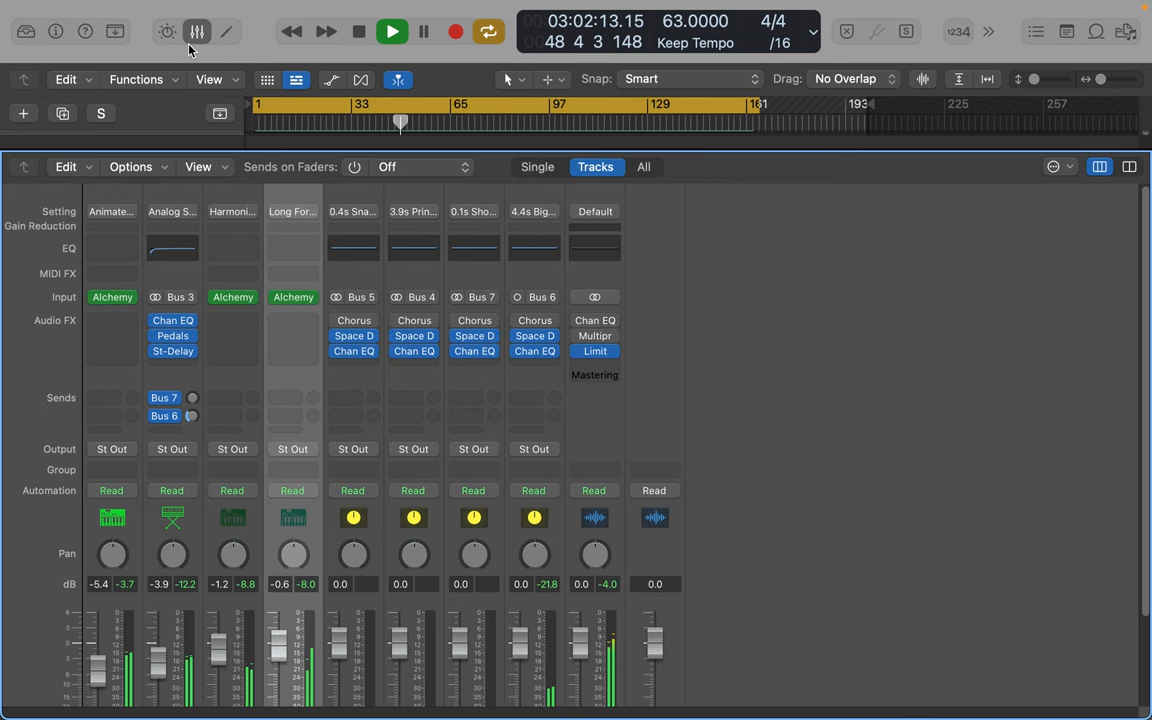 03:02:13.15 63.0000 4/4
48 4 3 148 Keep Tempo /16
1234
Edit Functions View Snap: Smart Drag: No Overlap
S 1 33 65 97 129 161 193 225 257
Edit Options View Sends on Faders: Off Single Tracks All
Setting Animate... Analog S... Harmoni... Long For... 0.4s Sna... 3.9s Prin... 0.1s Sho... 4.4s Big... Default
Gain Reduction
EQ
MIDI FX
Input Alchemy Bus 3 Alchemy Alchemy Bus 5 Bus 4 Bus 7 Bus 6
Audio FX Chan EQ Chorus Chorus Chorus Chorus Chan EQ
Pedals Space D Space D Space D Space D Multipr
St-Delay Chan EQ Chan EQ Chan EQ Chan EQ Limit
Mastering
Sends Bus 7
Bus 6
Output St Out St Out St Out St Out St Out St Out St Out St Out
Group
Automation Read Read Read Read Read Read Read Read Read Read
Pan
dB -5.4 -3.7 -3.9 -12.2 -1.2 -8.8 -0.6 -8.0 0.0 0.0 0.0 0.0 -21.8 0.0 -4.0 0.0